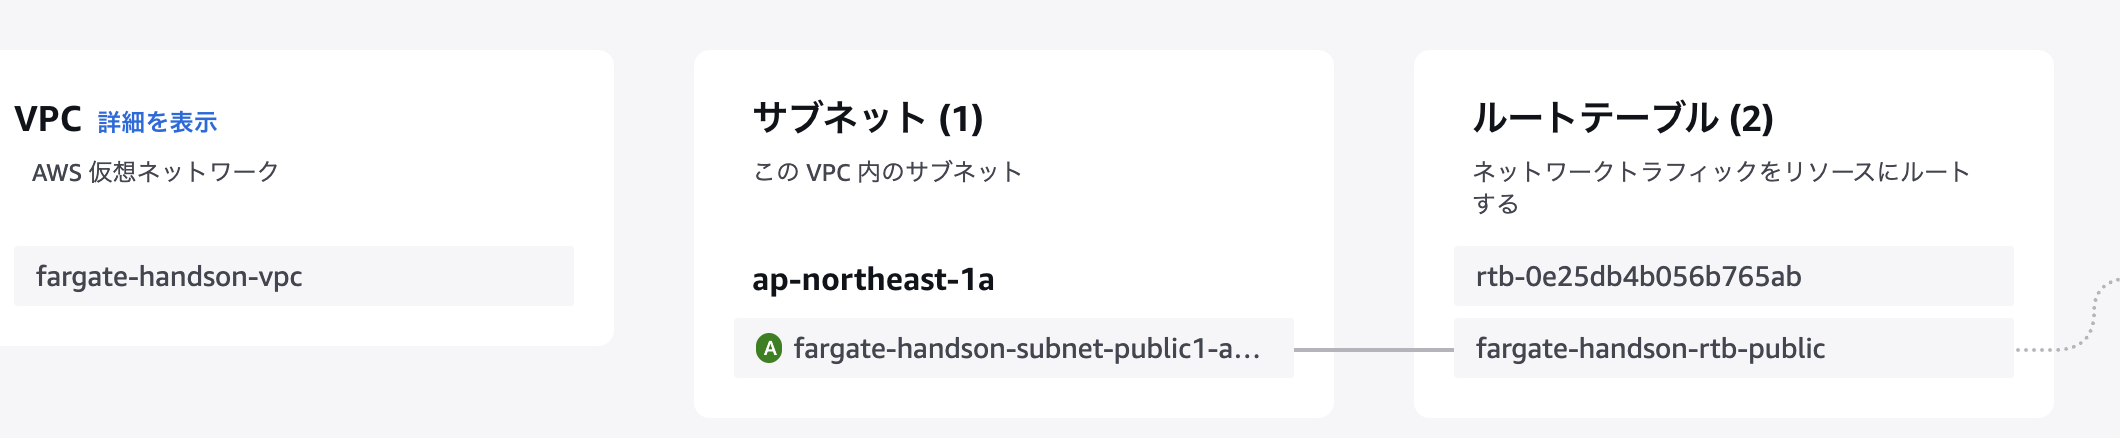 VPC 詳細を表示
AWS 仮想ネットワーク
fargate-handson-vpc
サブネット (1)
この VPC 内のサブネット
ap-northeast-1a
A fargate-handson-subnet-public1-a...
ルートテーブル (2)
ネットワークトラフィックをリソースにルート
する
rtb-0e25db4b056b765ab
fargate-handson-rtb-public